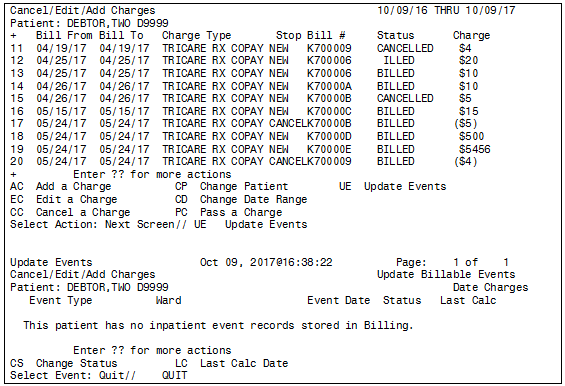 Cancel/Edit/Add Charges 10/09/16 THRU 10/09/17
Patient: DEBTOR,TWO D9999
+ Bill From Bill To Charge Type Stop Bill # Status Charge
11 04/19/17 04/19/17 TRICARE RX COPAY NEW K700009 CANCELLED $4
12 04/25/17 04/25/17 TRICARE RX COPAY NEW K700006 ILLED $20
13 04/26/17 04/26/17 TRICARE RX COPAY NEW K700006 BILLED $10
14 04/26/17 04/26/17 TRICARE RX COPAY NEW K70000A BILLED $10
15 04/26/17 04/26/17 TRICARE RX COPAY NEW K70000B CANCELLED $5
16 05/15/17 05/15/17 TRICARE RX COPAY NEW K70000C BILLED $15
17 05/24/17 05/24/17 TRICARE RX COPAY CANCELK70000B BILLED ($5)
18 05/24/17 05/24/17 TRICARE RX COPAY NEW K70000D BILLED $500
19 05/24/17 05/24/17 TRICARE RX COPAY NEW K70000E BILLED $5456
20 05/24/17 05/24/17 TRICARE RX COPAY CANCELK700009 BILLED ($4)
+ Enter ?? for more actions
AC Add a Charge CP Change Patient UE Update Events
EC Edit a Charge CD Change Date Range
CC Cancel a Charge PC Pass a Charge
Select Action: Next Screen// UE Update Events
Update Events Oct 09, 2017@16:38:22 Page: 1 of 1
Cancel/Edit/Add Charges Update Billable Events
Patient: DEBTOR,TWO D9999 Date Charges
Event Type Ward Event Date Status Last Calc
This patient has no inpatient event records stored in Billing.
Enter ?? for more actions
CS Change Status LC Last Calc Date
Select Event: Quit// QUIT